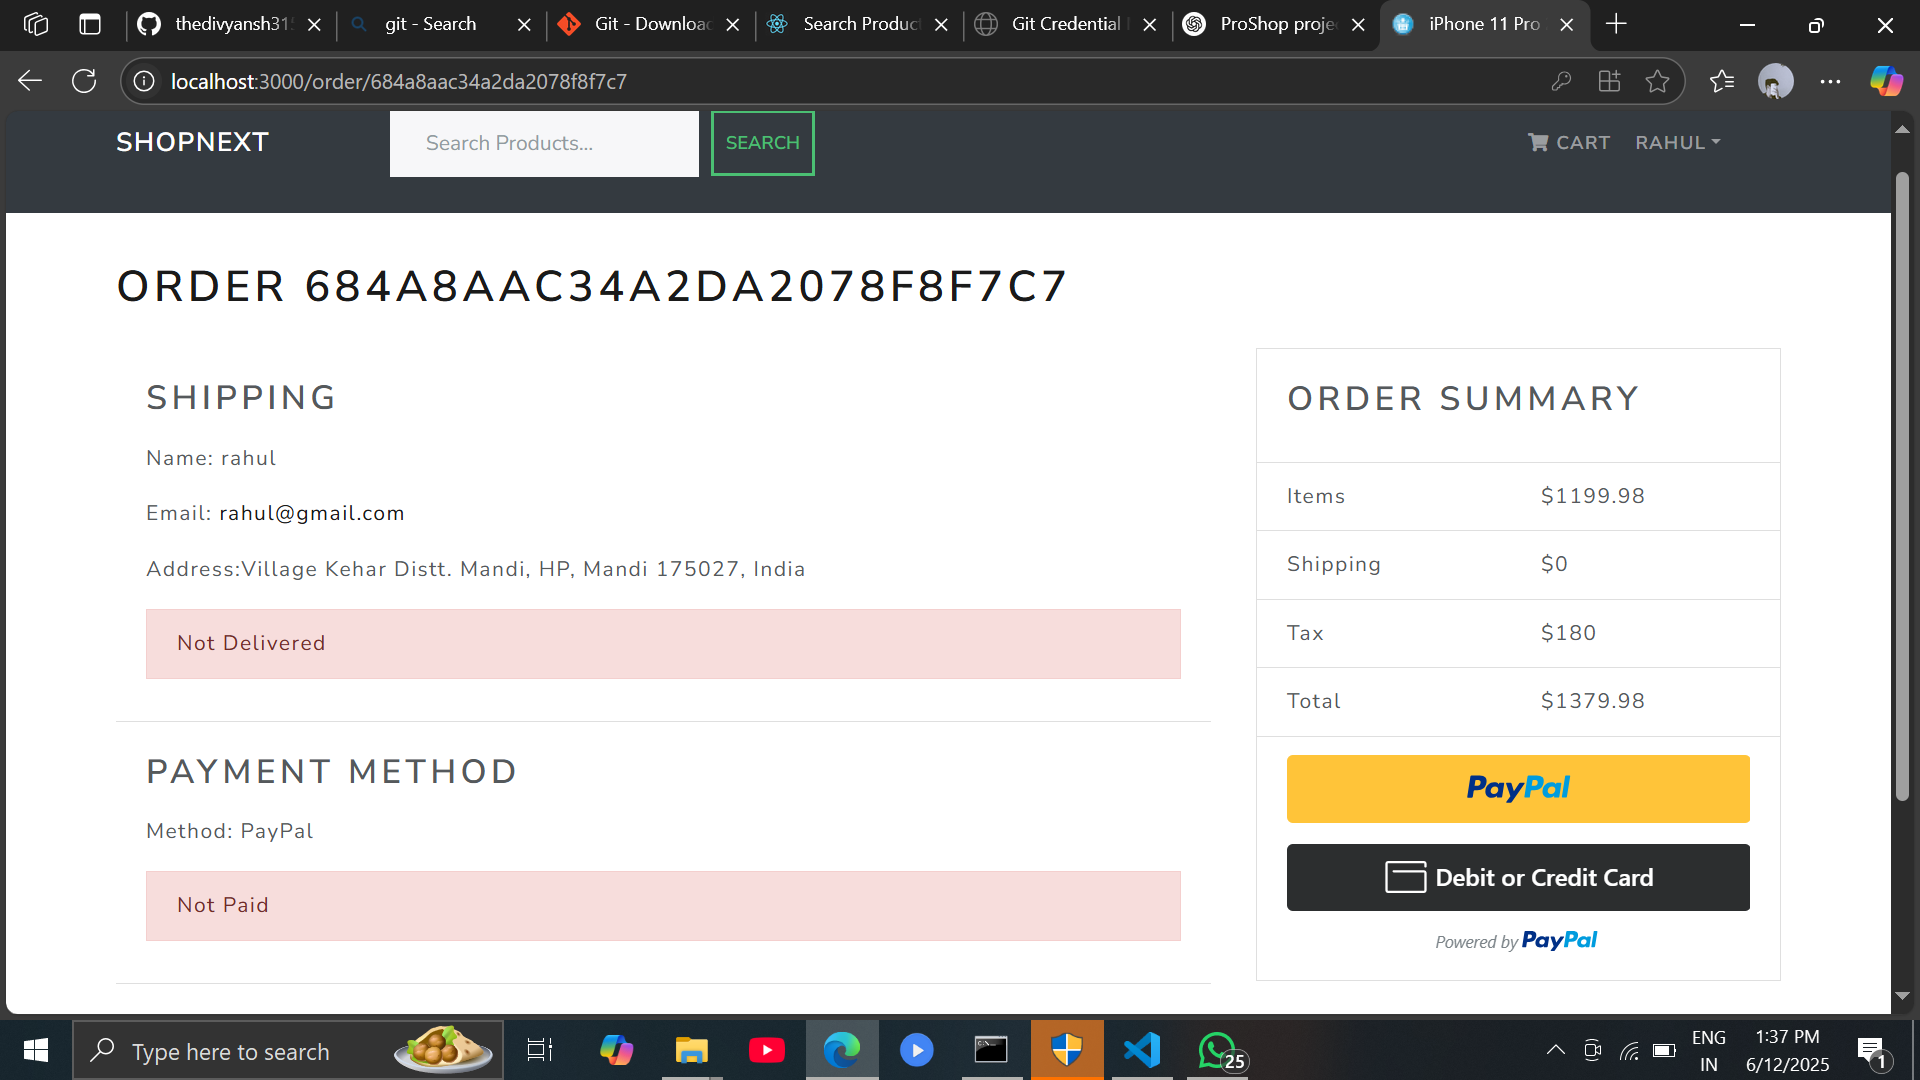 thedivyansh315
git - Search
Git - Download
Search Product
Git Credential
ProShop proje
iPhone 11 Pro
localhost:3000/order/684a8aac34a2da2078f8f7c7
SHOPNEXT
Search Products...
SEARCH
CART
RAHUL
ORDER 684A8AAC34A2DA2078F8F7C7
SHIPPING
Name: rahul
Email: rahul@gmail.com
Address:Village Kehar Distt. Mandi, HP, Mandi 175027, India
Not Delivered
PAYMENT METHOD
Method: PayPal
Not Paid
ORDER SUMMARY
Items $1199.98
Shipping $0
Tax $180
Total $1379.98
PayPal
Debit or Credit Card
Powered by PayPal
Type here to search
25
ENG
IN
1:37 PM
6/12/2025
1